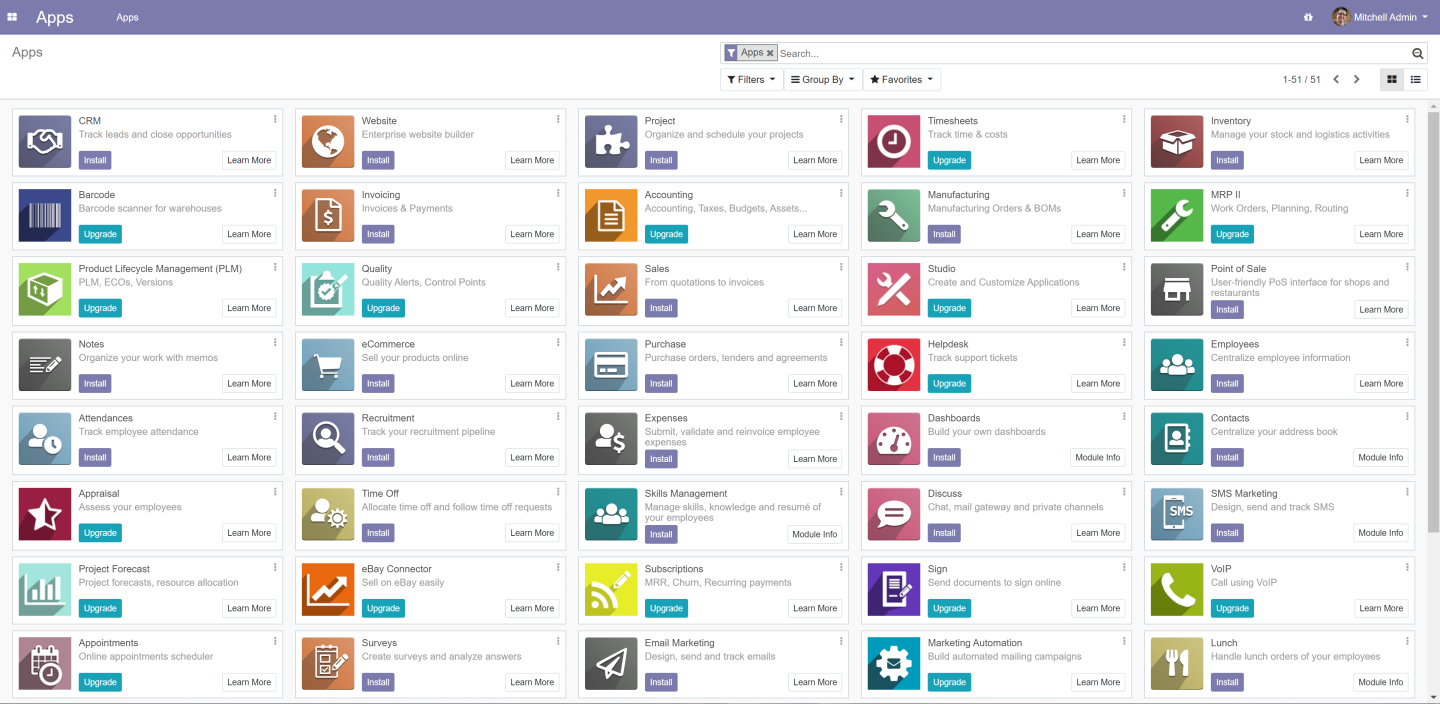 Apps
Apps
Mitchell Admin
Apps
Apps
Search...
Filters
Group By
Favorites
1-51 / 51
CRM
Track leads and close opportunities
Install
Learn More
Website
Enterprise website builder
Install
Learn More
Project
Organize and schedule your projects
Install
Learn More
Timesheets
Track time & costs
Upgrade
Learn More
Inventory
Manage your stock and logistics activities
Install
Learn More
Barcode
Barcode scanner for warehouses
Upgrade
Learn More
Invoicing
Invoices & Payments
Install
Learn More
Accounting
Accounting, Taxes, Budgets, Assets...
Upgrade
Learn More
Manufacturing
Manufacturing Orders & BOMs
Install
Learn More
MRP II
Work Orders, Planning, Routing
Upgrade
Learn More
Product Lifecycle Management (PLM)
PLM, ECOs, Versions
Upgrade
Learn More
Quality
Quality Alerts, Control Points
Upgrade
Learn More
Sales
From quotations to invoices
Install
Learn More
Studio
Create and Customize Applications
Upgrade
Learn More
Point of Sale
User-friendly PoS interface for shops and
restaurants
Install
Learn More
Notes
Organize your work with memos
Install
Learn More
eCommerce
Sell your products online
Install
Learn More
Purchase
Purchase orders, tenders and agreements
Install
Learn More
Helpdesk
Track support tickets
Upgrade
Learn More
Employees
Centralize employee information
Install
Learn More
Attendances
Track employee attendance
Install
Learn More
Recruitment
Track your recruitment pipeline
Install
Learn More
Expenses
Submit, validate and reinvoice employee
expenses
Install
Learn More
Dashboards
Build your own dashboards
Install
Module Info
Contacts
Centralize your address book
Install
Module Info
Appraisal
Assess your employees
Upgrade
Learn More
Time Off
Allocate time off and follow time off requests
Install
Learn More
Skills Management
Manage skills, knowledge and resumé of
your employees
Install
Module Info
Discuss
Chat, mail gateway and private channels
Install
Learn More
SMS
SMS Marketing
Design, send and track SMS
Install
Module Info
Project Forecast
Project forecasts, resource allocation
Upgrade
Learn More
eBay Connector
Sell on eBay easily
Upgrade
Learn More
Subscriptions
MRR, Churn, Recurring payments
Upgrade
Learn More
Sign
Send documents to sign online
Upgrade
Learn More
VoIP
Call using VoIP
Upgrade
Learn More
Appointments
Online appointments scheduler
Upgrade
Learn More
Surveys
Create surveys and analyze answers
Install
Learn More
Email Marketing
Design, send and track emails
Install
Learn More
Marketing Automation
Build automated mailing campaigns
Upgrade
Learn More
Lunch
Handle lunch orders of your employees
Install
Module Info